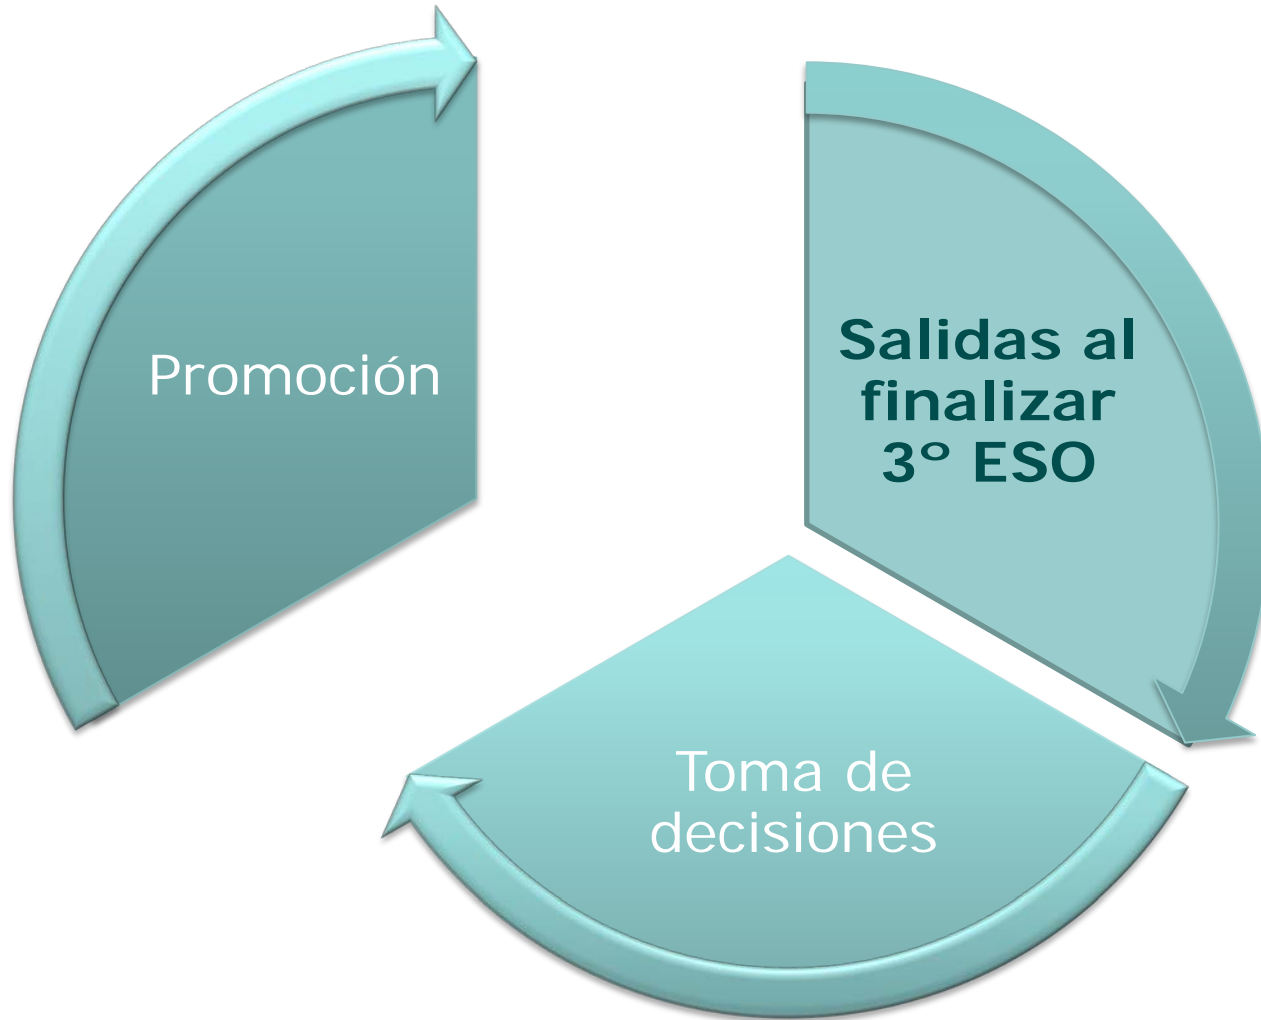 Promoción
Salidas al
finalizar
3º ESO
Toma de
decisiones